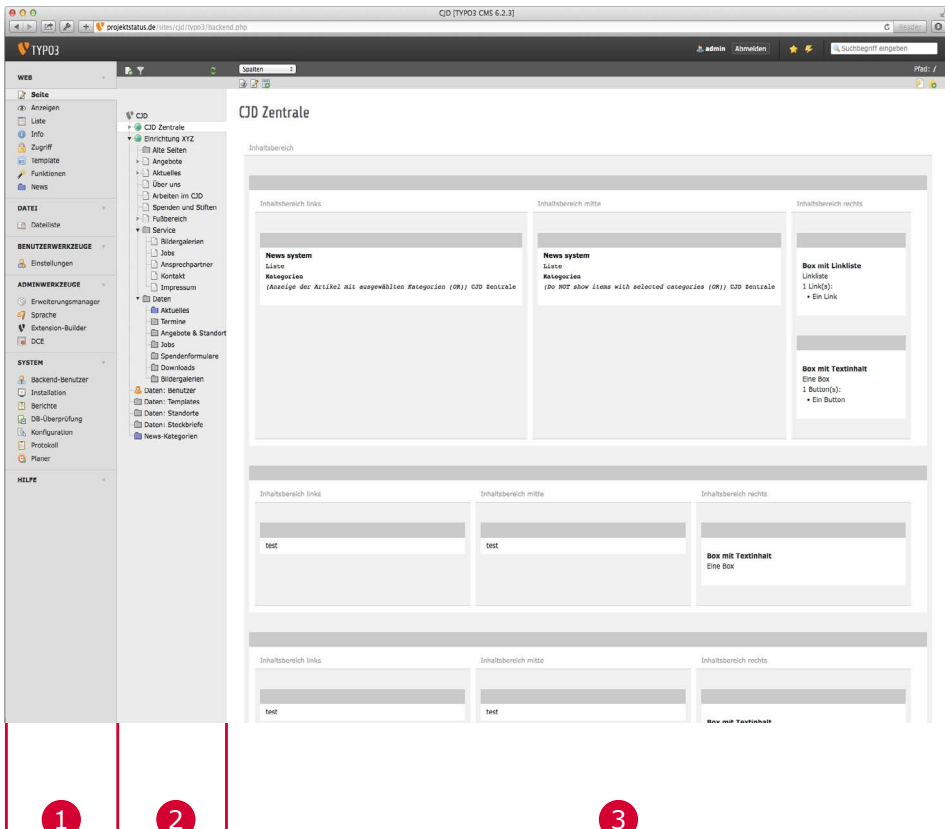 CJD [TYPO3 CMS 6.2.3]
projektstatus.de/sites/cjd/typo3/backend.php
Reader
TYPO3
admin
Abmelden
Suchbegriff eingeben
WEB
Seite
Anzeigen
Liste
Info
Zugriff
Template
Funktionen
News
DATEI
Dateiliste
BENUTZERWERKZEUGE
Einstellungen
ADMINWERKZEUGE
Erweiterungsmanager
Sprache
Extension-Builder
DCE
SYSTEM
Backend-Benutzer
Installation
Berichte
DB-Überprüfung
Konfiguration
Protokoll
Planer
HILFE
CJD
CJD Zentrale
Einrichtung XYZ
Alte Seiten
Angebote
Aktuelles
Über uns
Arbeiten im CJD
Spenden und Stiften
Fußbereich
Service
Bildergalerien
Jobs
Ansprechpartner
Kontakt
Impressum
Daten
Aktuelles
Termine
Angebote & Standort
Jobs
Spendenformulare
Downloads
Bildergalerien
Daten: Benutzer
Daten: Templates
Daten: Standorte
Daten: Steckbriefe
News-Kategorien
Spalten
Pfad: /
CJD Zentrale
Inhaltsbereich
Inhaltsbereich links
Inhaltsbereich mitte
Inhaltsbereich rechts
News system
Liste
Kategorien
(Anzeige der Artikel mit ausgewählten Kategorien (OR)) CJD Zentrale
News system
Liste
Kategorien
(Do NOT show items with selected categories (OR)) CJD Zentrale
Box mit Linkliste
Linkliste
1 Link(s):
• Ein Link
Box mit Textinhalt
Eine Box
1 Button(s):
• Ein Button
Inhaltsbereich links
Inhaltsbereich mitte
Inhaltsbereich rechts
test
test
Box mit Textinhalt
Eine Box
Inhaltsbereich links
Inhaltsbereich mitte
Inhaltsbereich rechts
test
test
Box mit Textinhalt
1
2
3